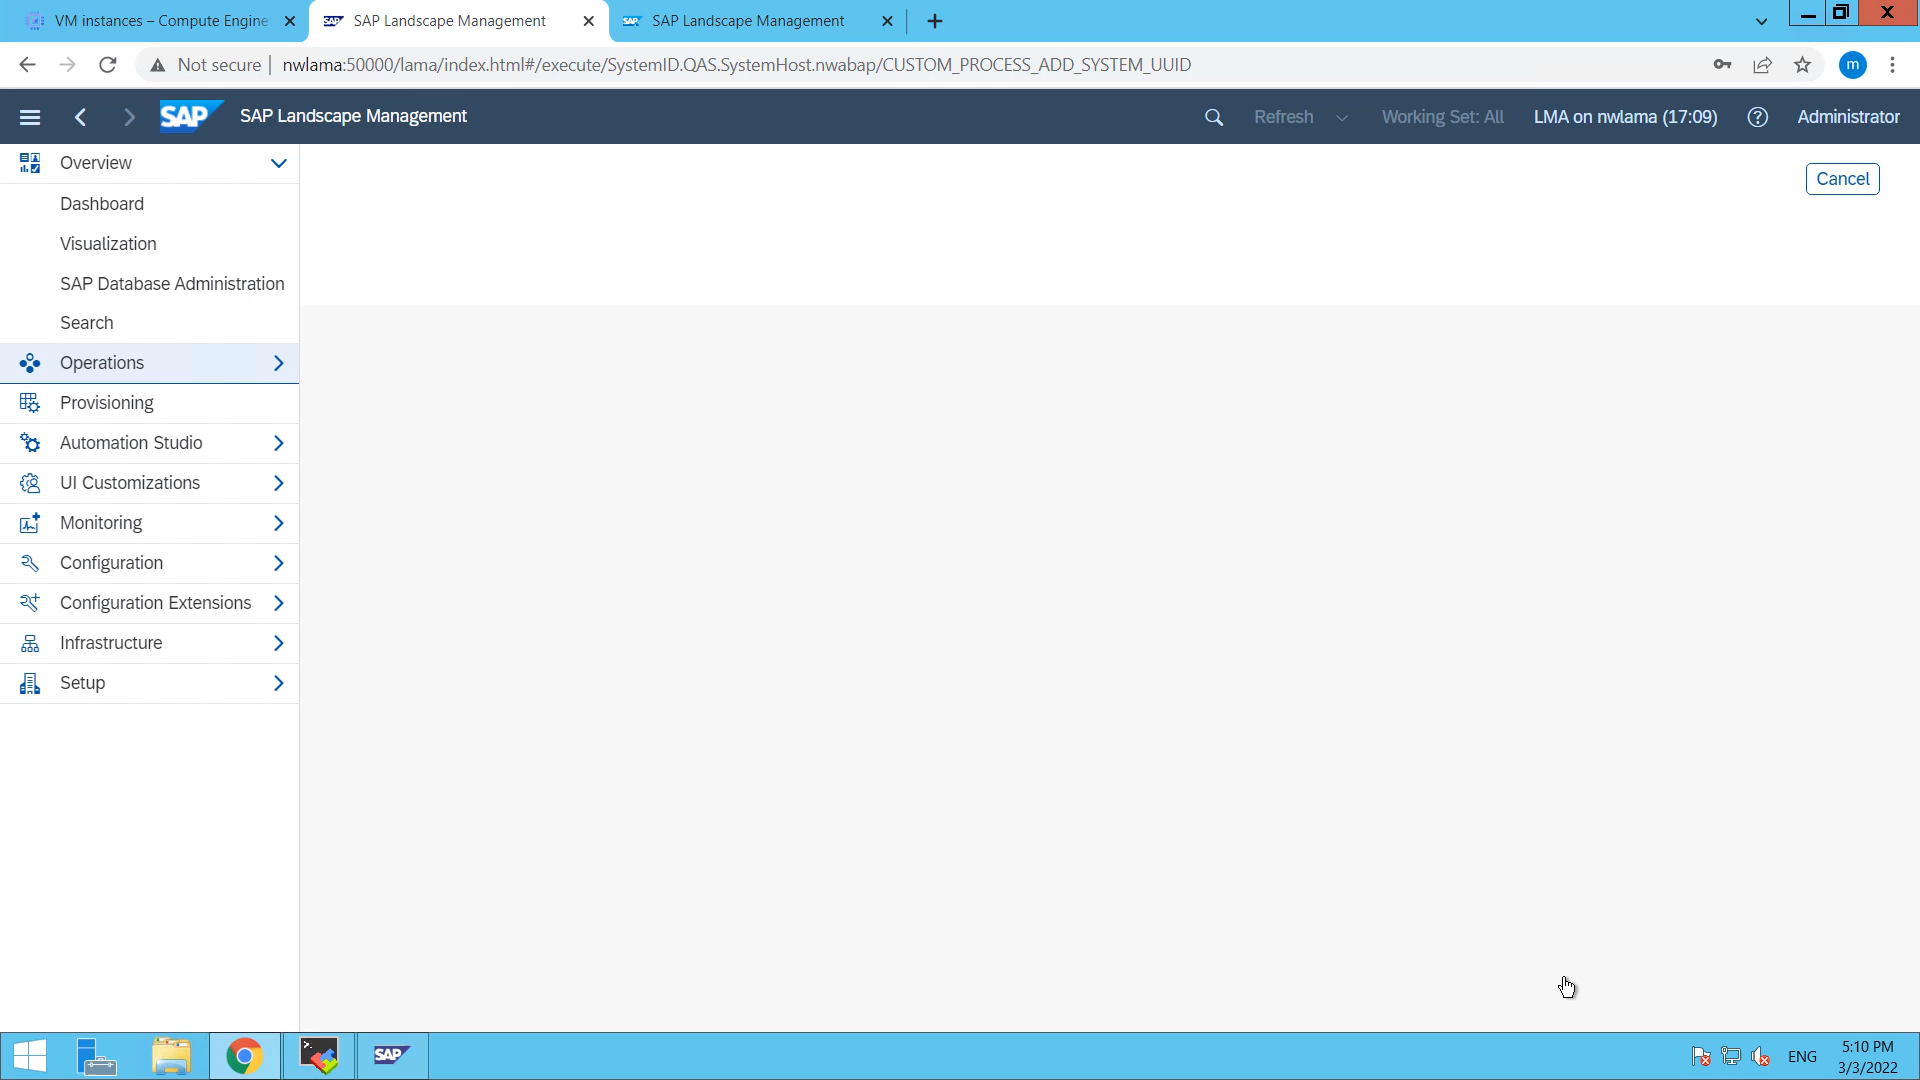 VM instances – Compute Engine
SAP Landscape Management
SAP Landscape Management
Not secure
nwlama:50000/lama/index.html#/execute/SystemID.QAS.SystemHost.nwabap/CUSTOM_PROCESS_ADD_SYSTEM_UUID
m
SAP
SAP Landscape Management
Refresh
Working Set: All
LMA on nwlama (17:09)
Administrator
Overview
Cancel
Dashboard
Visualization
SAP Database Administration
Search
Operations
Provisioning
Automation Studio
UI Customizations
Monitoring
Configuration
Configuration Extensions
Infrastructure
Setup
SAP
ENG
5:10 PM
3/3/2022